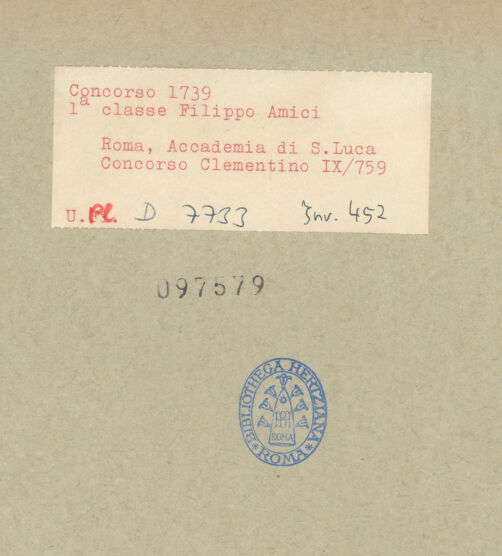 Concorso 1739
1ª classe Filippo Amici
Roma, Accademia di S.Luca
Concorso Clementino IX/759
U.Pl. D 7733 Inv. 452
097579
BIBLIOTHECA HERTZIANA
ROMA
ROMA